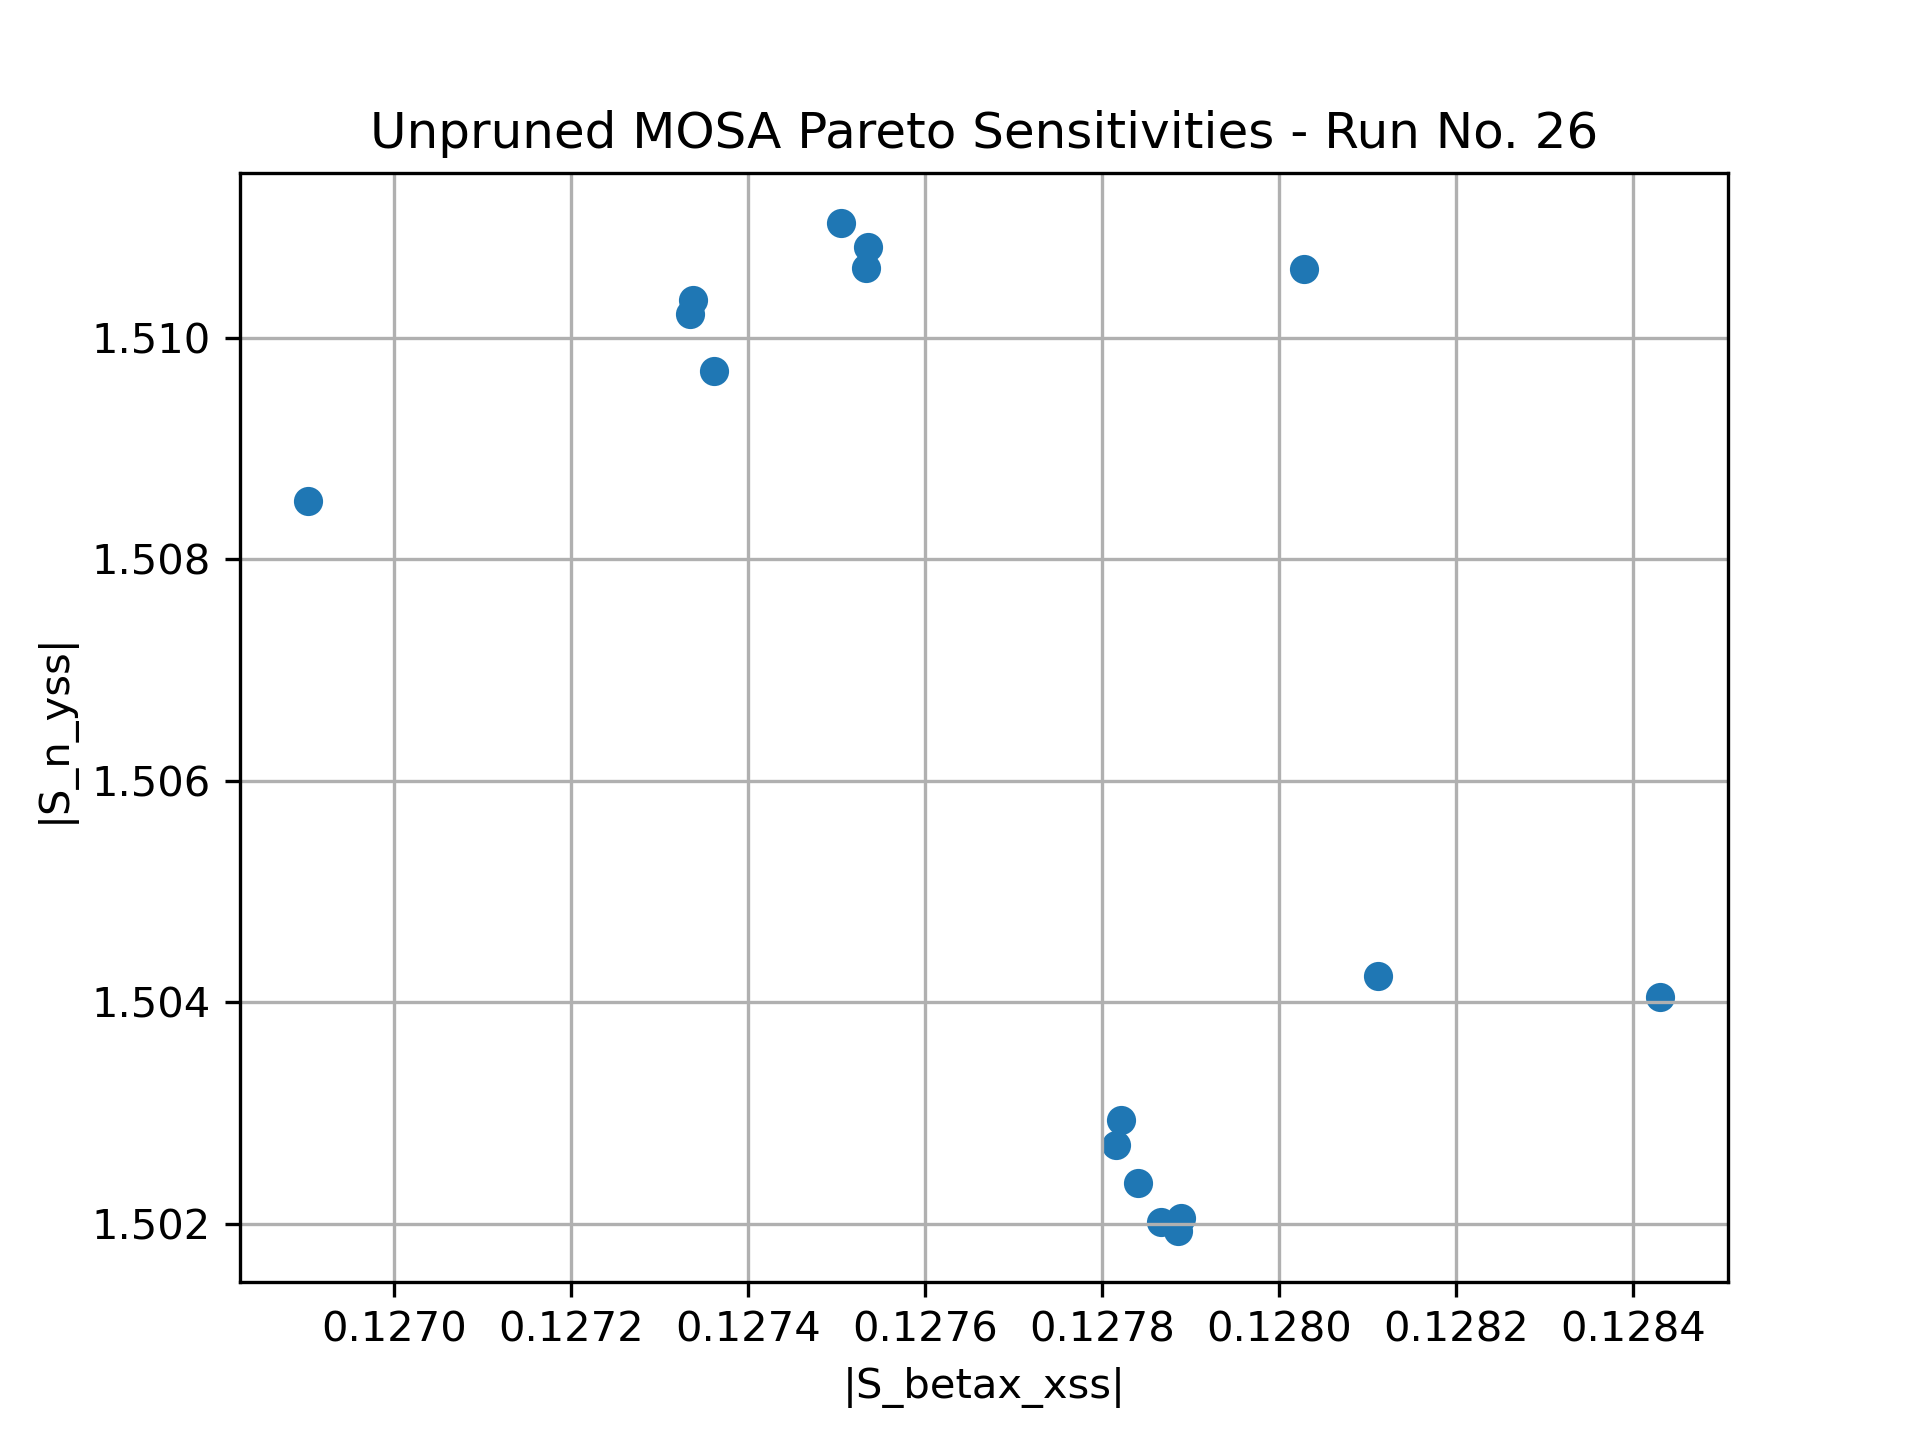 Unpruned MOSA Pareto Sensitivities - Run No. 26
|S_n_yss|
1.510
1.508
1.506
1.504
1.502
0.1270 0.1272 0.1274 0.1276 0.1278 0.1280 0.1282 0.1284
|S_betax_xss|